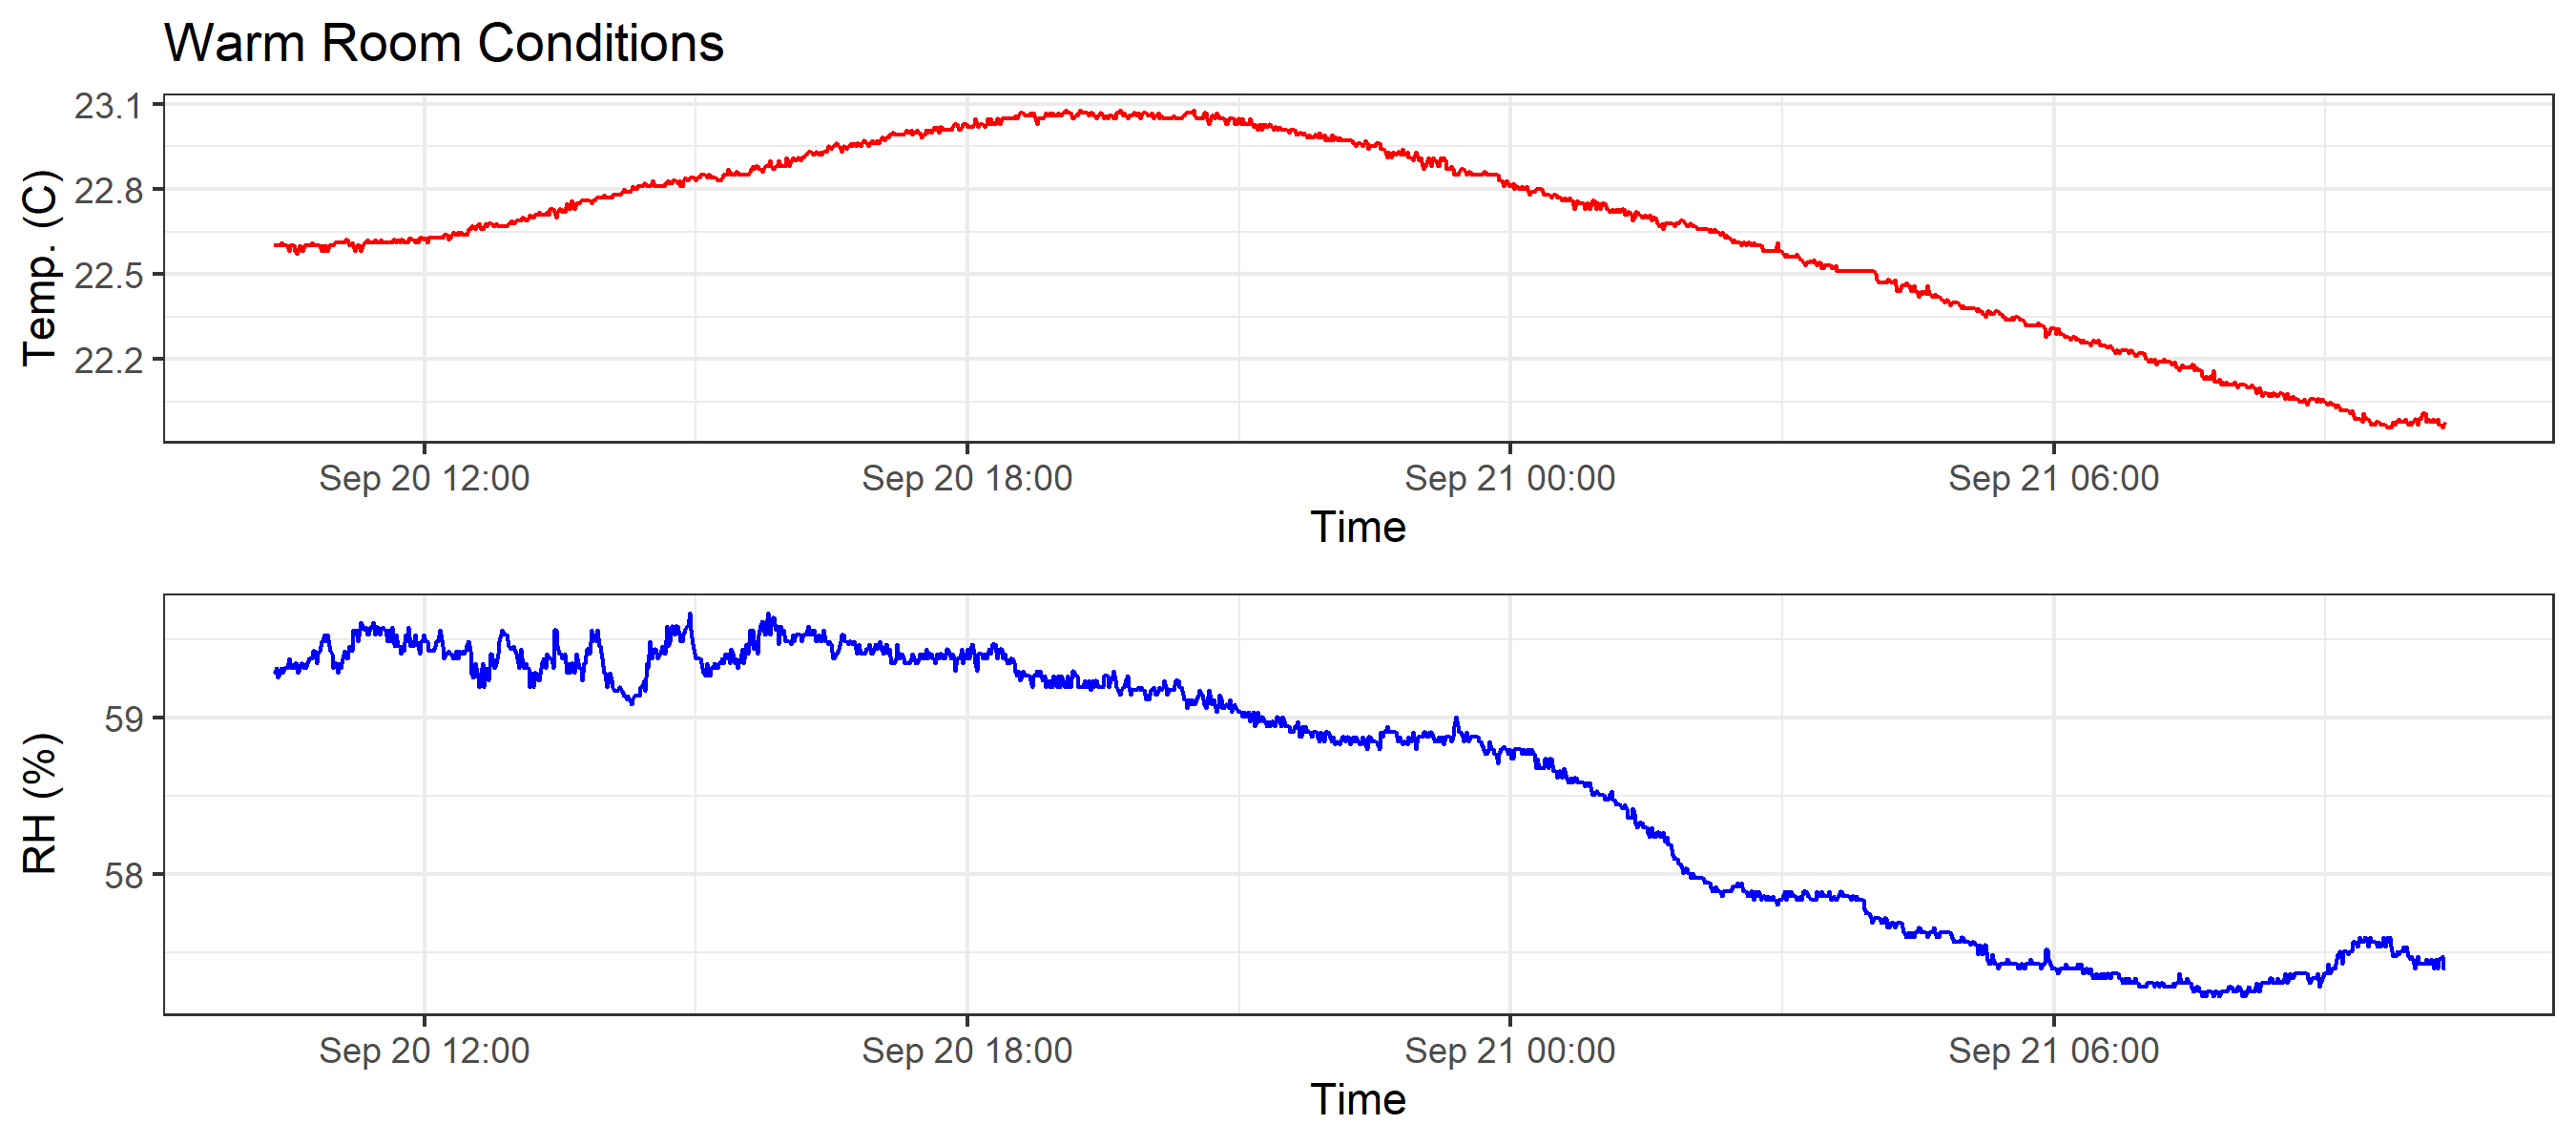 Warm Room Conditions
23.1
22.8
22.5
22.2
Temp. (C)
Sep 20 12:00 Sep 20 18:00 Sep 21 00:00 Sep 21 06:00
Time
59
58
RH (%)
Sep 20 12:00 Sep 20 18:00 Sep 21 00:00 Sep 21 06:00
Time